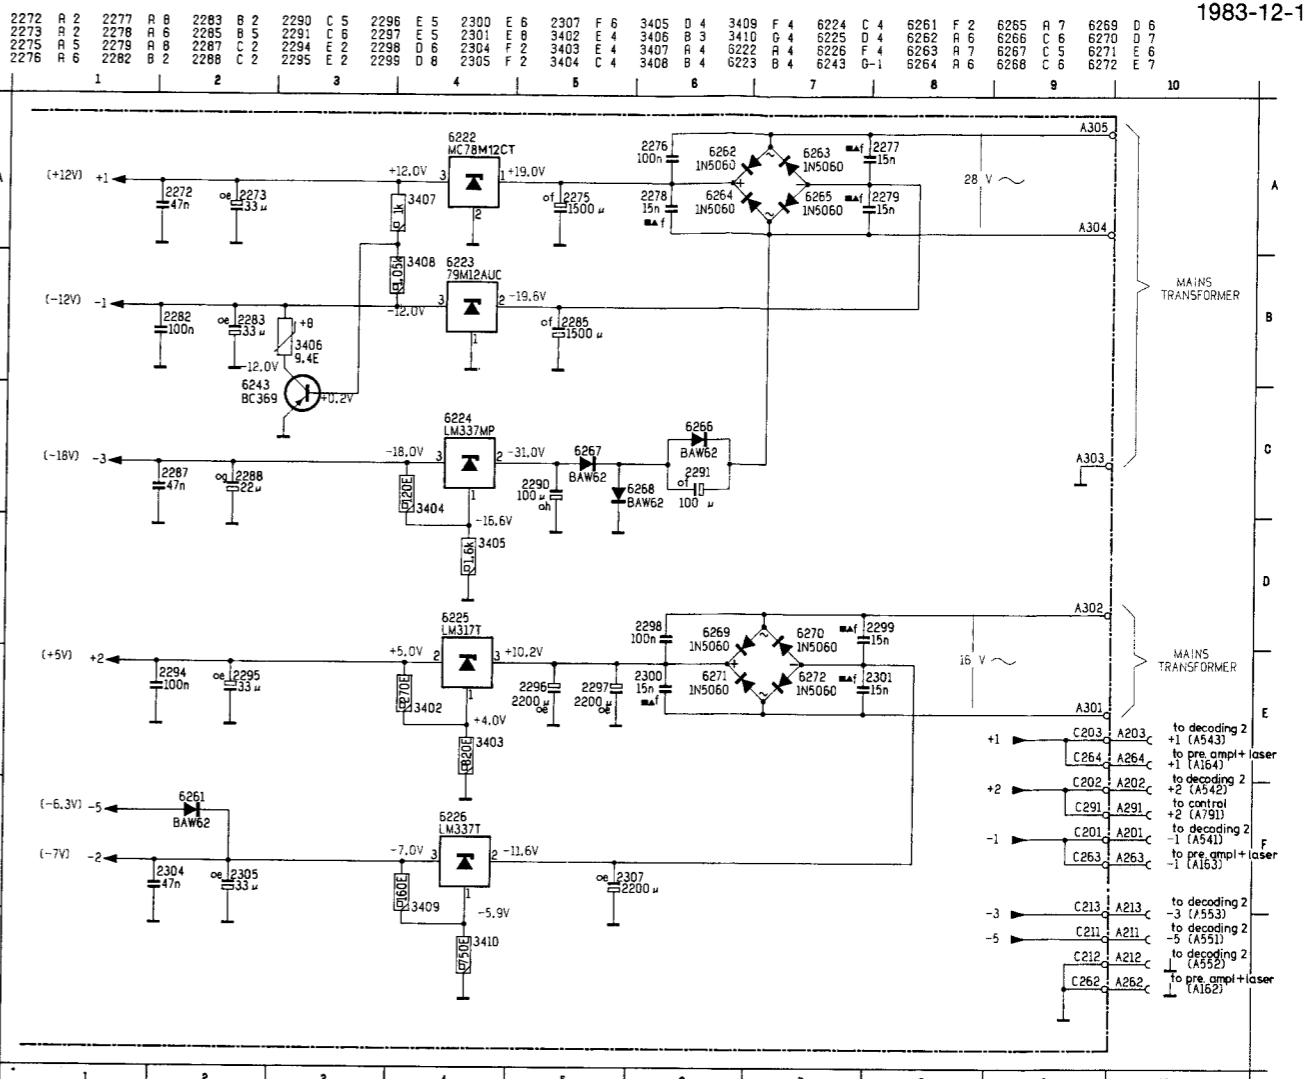 1983-12-1
2272 A 2 2277 A 8 2283 B 2 2290 C 5 2296 E 5 2300 E 6 2307 F 6 3405 D 4 3409 F 4 6224 C 4 6261 F 2 6265 A 7 6269 D 6
2273 A 2 2278 A 6 2285 B 5 2291 C 6 2297 E 5 2301 E 8 3402 E 4 3406 B 3 3410 G 4 6225 D 4 6262 A 6 6266 C 6 6270 D 7
2275 A 5 2279 A 8 2287 C 2 2294 E 2 2298 D 6 2304 F 2 3403 E 4 3407 A 4 6222 A 4 6226 F 4 6263 A 7 6267 C 5 6271 E 6
2276 A 6 2282 B 2 2288 C 2 2295 E 2 2299 D 8 2305 F 2 3404 C 4 3408 B 4 6223 B 4 6243 G-1 6264 A 6 6268 C 6 6272 E 7
1 2 3 4 5 6 7 8 9 10
A
6222
MC78M12CT
(+12V) +1
2272
47n
oe 2273
33 µ
+12.0V
3407
1k
3
1
2
+19.0V
of 2275
1500 µ
2276
100n
2278
15n
f
6262
1N5060
6264
1N5060
6263
1N5060
6265
1N5060
f 2277
15n
f 2279
15n
28 V
A305
A304
A
MAINS
TRANSFORMER
B
3408
1,05k
6223
79M12AUC
(-12V) -1
2282
100n
oe 2283
33 µ
+θ
3406
9.4E
-12.0V
3
2
1
-19.6V
of 2285
1500 µ
-12.0V
6243
BC369
+0.2V
C
6224
LM337MP
(-18V) -3
2287
47n
2288
22µ
-18.0V
3
2
1
-31.0V
120E
3404
-16.6V
3405
1,6k
2290
100 µ
oh
6267
BAW62
6268
BAW62
6266
BAW62
2291
of
100 µ
A303
D
6225
LM317T
(+5V) +2
2294
100n
oe 2295
33 µ
+5.0V
2
3
1
+10.2V
270E
3402
+4.0V
3403
820E
2296
2200 µ
oe
2297
2200 µ
oe
2298
100n
2300
15n
f
6269
1N5060
6271
1N5060
6270
1N5060
6272
1N5060
f 2299
15n
f 2301
15n
16 V
A302
A301
MAINS
TRANSFORMER
E
+1 C203 A203 to decoding 2 +1 (A543)
C264 A264 to pre. ampl+laser +1 (A164)
+2 C202 A202 to decoding 2 +2 (A542)
C291 A291 to control +2 (A791)
-1 C201 A201 to decoding 2 -1 (A541)
C263 A263 to pre. ampl+laser -1 (A163)
F
-3 C213 A213 to decoding 2 -3 (A553)
-5 C211 A211 to decoding 2 -5 (A551)
C212 A212 to decoding 2 (A552)
C262 A262 to pre. ampl+laser (A162)
(-6.3V) -5
6261
BAW62
6226
LM337T
(-7V) -2
2304
47n
oe 2305
33 µ
-7.0V
3
2
1
-11.6V
160E
3409
-5.9V
3410
750E
oe 2307
2200 µ